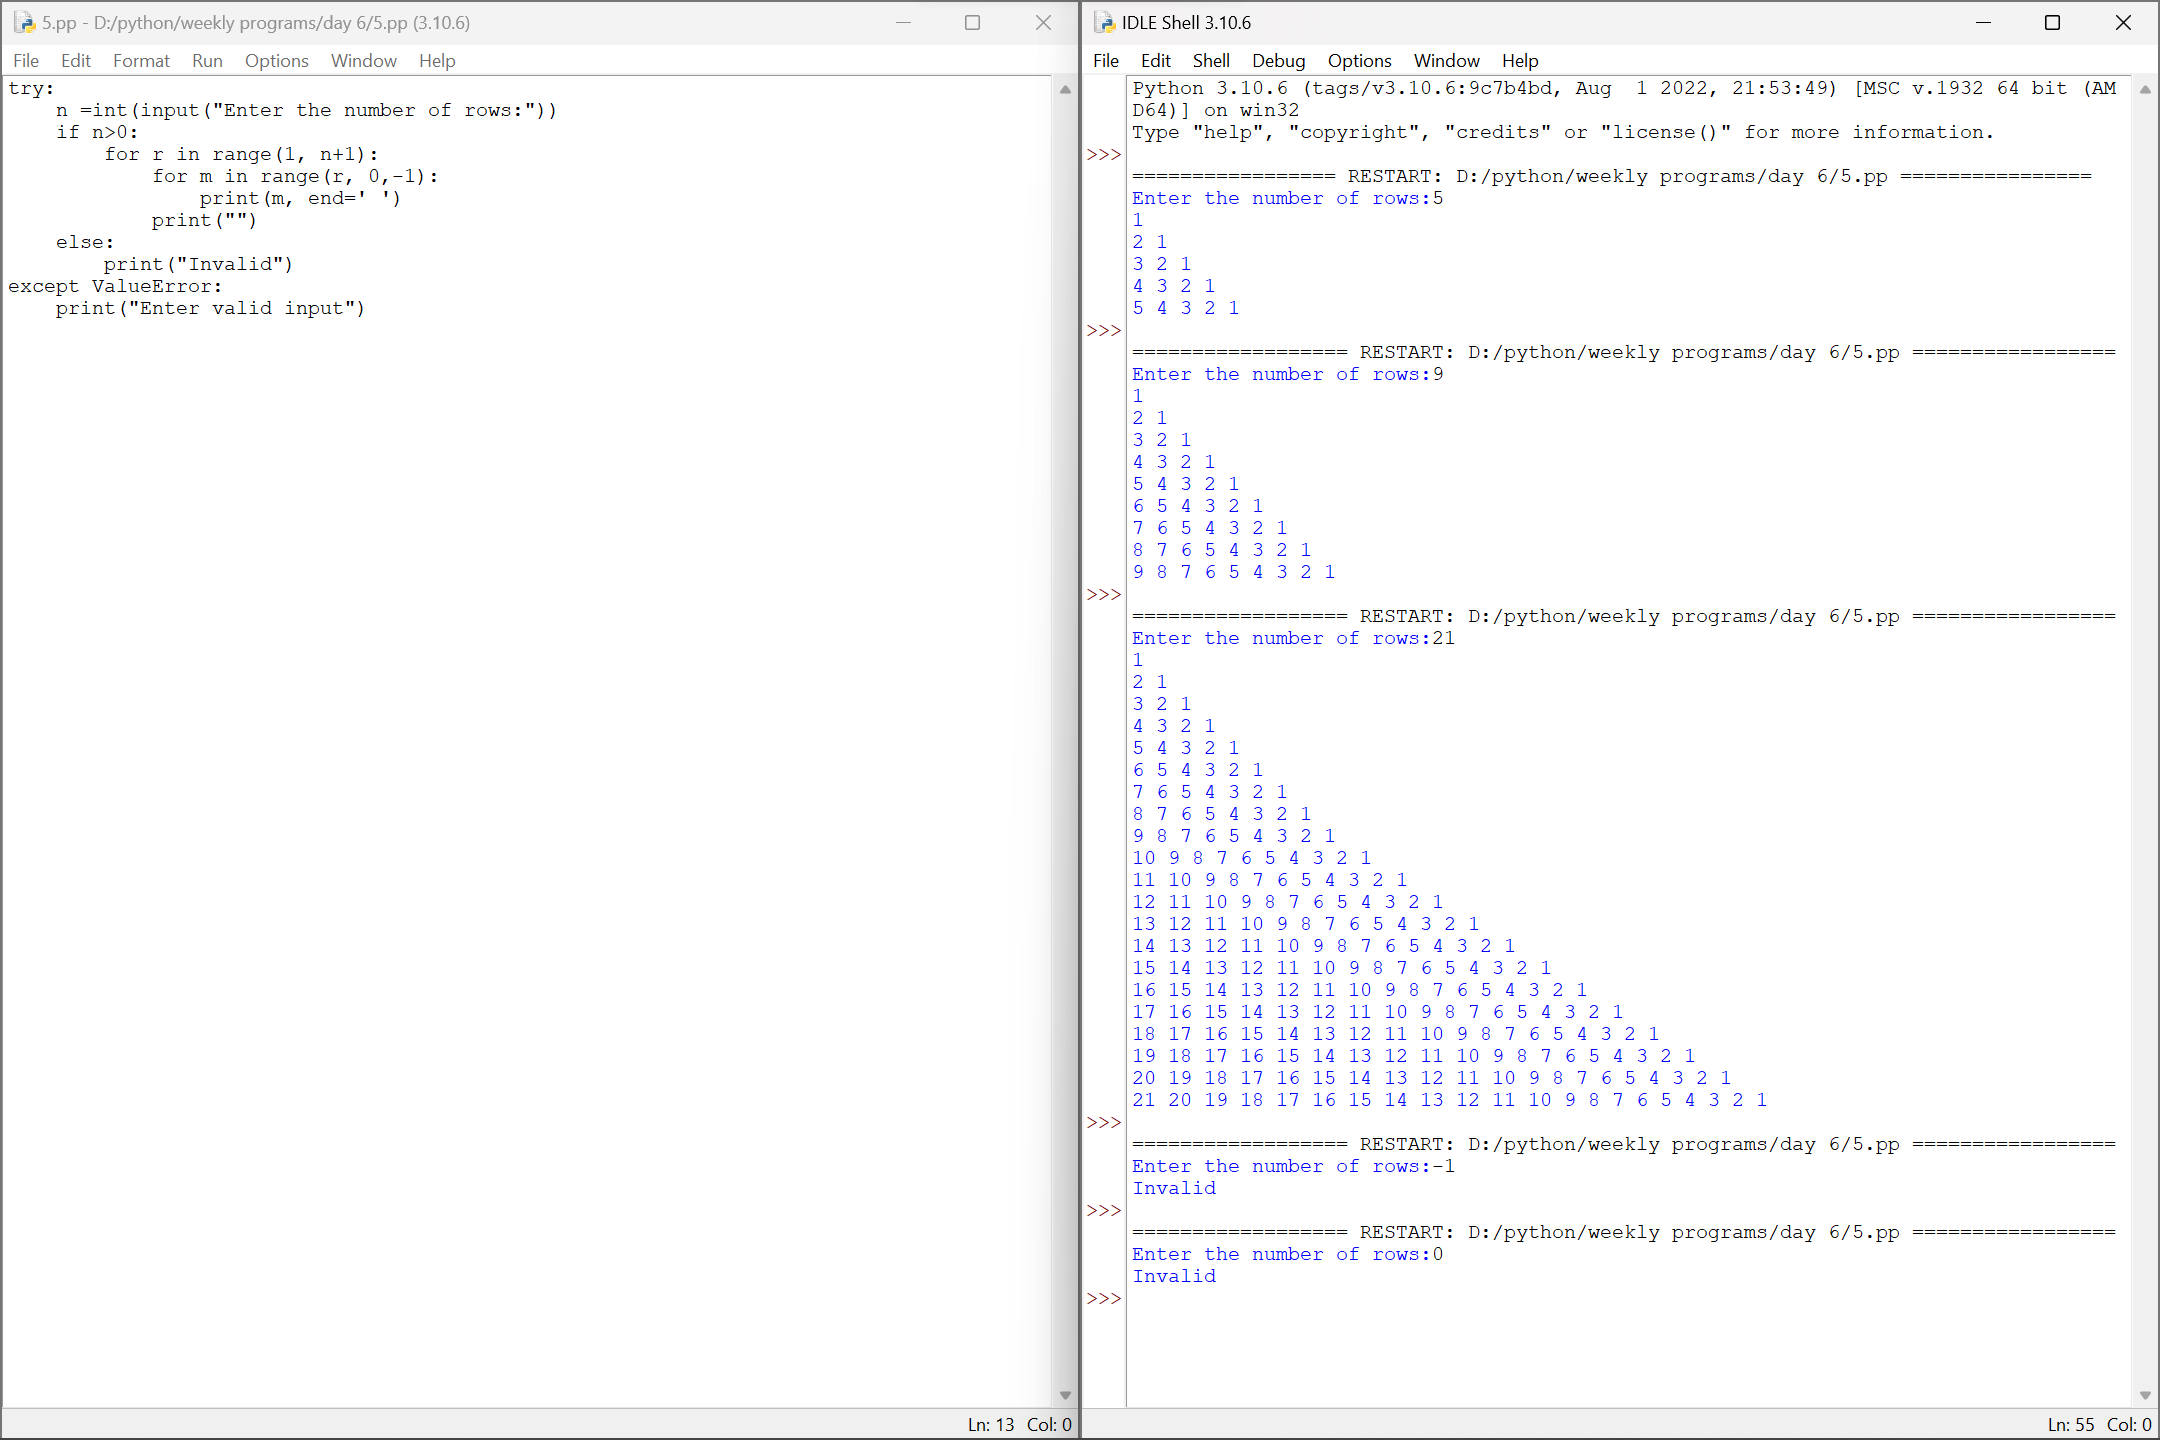 5.pp - D:/python/weekly programs/day 6/5.pp (3.10.6)
File Edit Format Run Options Window Help
try:
    n =int(input("Enter the number of rows:"))
    if n>0:
        for r in range(1, n+1):
            for m in range(r, 0,-1):
                print(m, end=' ')
            print("")
    else:
        print("Invalid")
except ValueError:
    print("Enter valid input")
Ln: 13 Col: 0
IDLE Shell 3.10.6
File Edit Shell Debug Options Window Help
Python 3.10.6 (tags/v3.10.6:9c7b4bd, Aug  1 2022, 21:53:49) [MSC v.1932 64 bit (AM
D64)] on win32
Type "help", "copyright", "credits" or "license()" for more information.
>>>
================= RESTART: D:/python/weekly programs/day 6/5.pp ================
Enter the number of rows:5
1
2 1
3 2 1
4 3 2 1
5 4 3 2 1
>>>
================== RESTART: D:/python/weekly programs/day 6/5.pp =================
Enter the number of rows:9
1
2 1
3 2 1
4 3 2 1
5 4 3 2 1
6 5 4 3 2 1
7 6 5 4 3 2 1
8 7 6 5 4 3 2 1
9 8 7 6 5 4 3 2 1
>>>
================== RESTART: D:/python/weekly programs/day 6/5.pp =================
Enter the number of rows:21
1
2 1
3 2 1
4 3 2 1
5 4 3 2 1
6 5 4 3 2 1
7 6 5 4 3 2 1
8 7 6 5 4 3 2 1
9 8 7 6 5 4 3 2 1
10 9 8 7 6 5 4 3 2 1
11 10 9 8 7 6 5 4 3 2 1
12 11 10 9 8 7 6 5 4 3 2 1
13 12 11 10 9 8 7 6 5 4 3 2 1
14 13 12 11 10 9 8 7 6 5 4 3 2 1
15 14 13 12 11 10 9 8 7 6 5 4 3 2 1
16 15 14 13 12 11 10 9 8 7 6 5 4 3 2 1
17 16 15 14 13 12 11 10 9 8 7 6 5 4 3 2 1
18 17 16 15 14 13 12 11 10 9 8 7 6 5 4 3 2 1
19 18 17 16 15 14 13 12 11 10 9 8 7 6 5 4 3 2 1
20 19 18 17 16 15 14 13 12 11 10 9 8 7 6 5 4 3 2 1
21 20 19 18 17 16 15 14 13 12 11 10 9 8 7 6 5 4 3 2 1
>>>
================== RESTART: D:/python/weekly programs/day 6/5.pp =================
Enter the number of rows:-1
Invalid
>>>
================== RESTART: D:/python/weekly programs/day 6/5.pp =================
Enter the number of rows:0
Invalid
>>>
Ln: 55 Col: 0